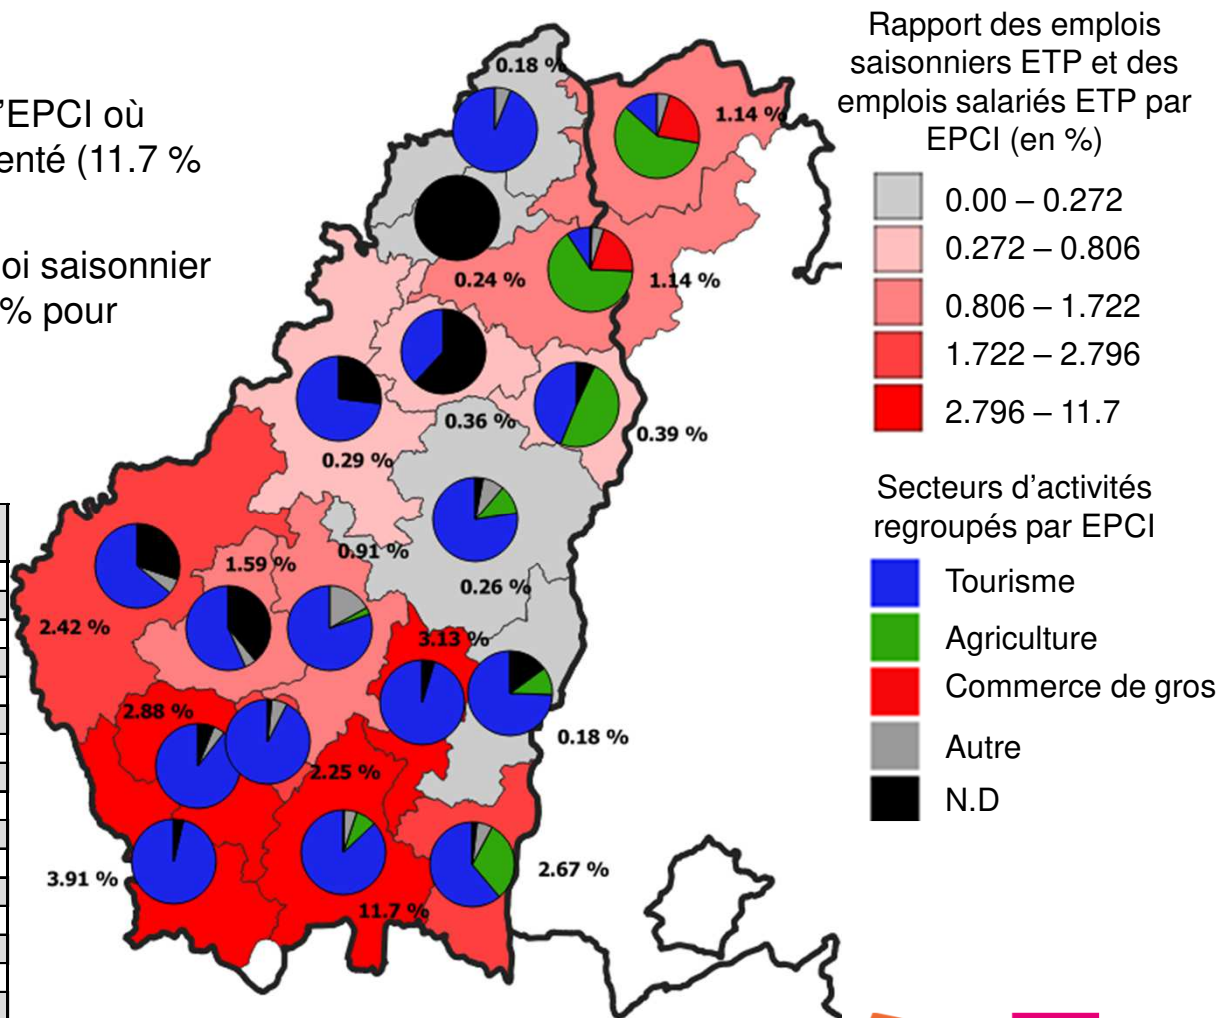 'EPCI où
enté (11.7 %
oi saisonnier
% pour
Rapport des emplois
saisonniers ETP et des
emplois salariés ETP par
EPCI (en %)
0.00 – 0.272
0.272 – 0.806
0.806 – 1.722
1.722 – 2.796
2.796 – 11.7
Secteurs d'activités
regroupés par EPCI
Tourisme
Agriculture
Commerce de gros
Autre
N.D
0.18 %
1.14 %
0.24 %
1.14 %
0.36 %
0.39 %
0.29 %
0.91 %
1.59 %
0.26 %
2.42 %
3.13 %
2.88 %
0.18 %
2.25 %
3.91 %
2.67 %
11.7 %